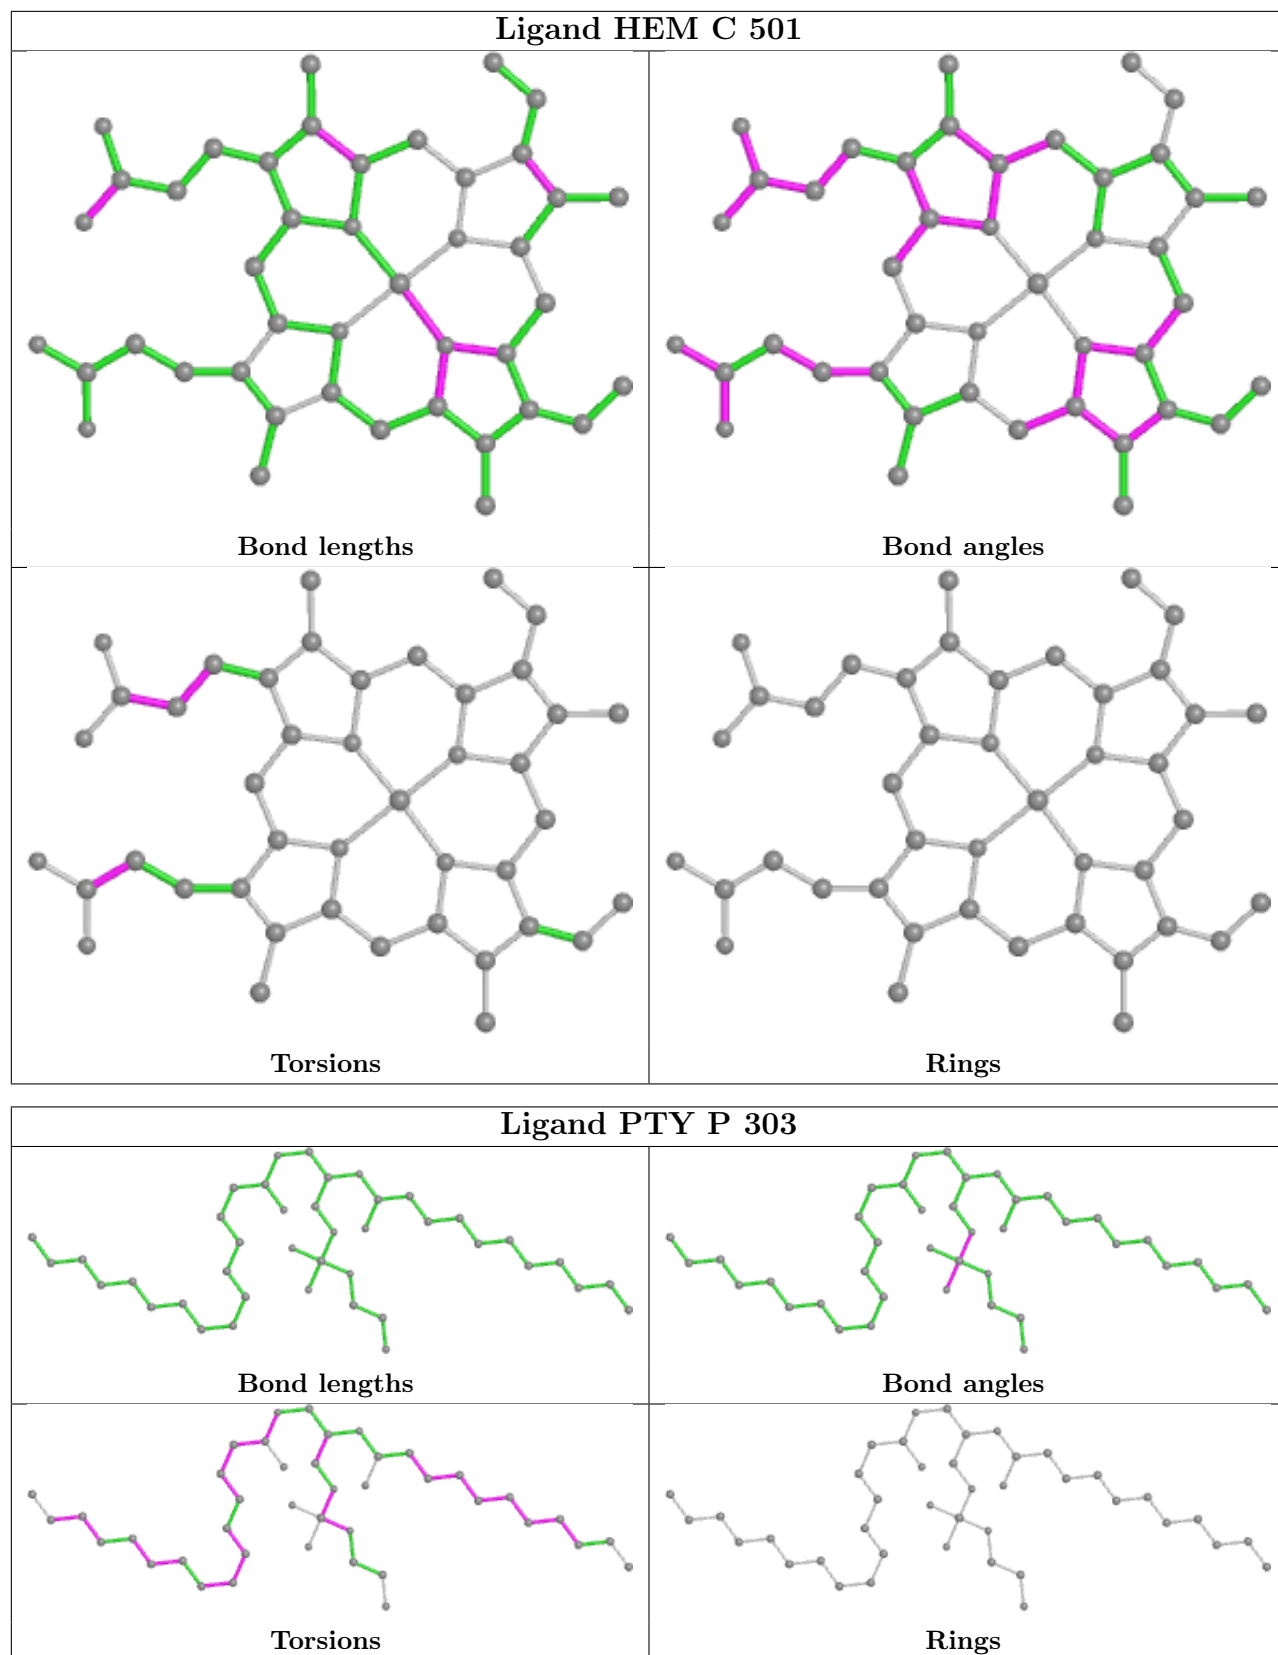 Ligand HEM C 501
Bond lengths
Bond angles
Torsions
Rings
Ligand PTY P 303
Bond lengths
Bond angles
Torsions
Rings